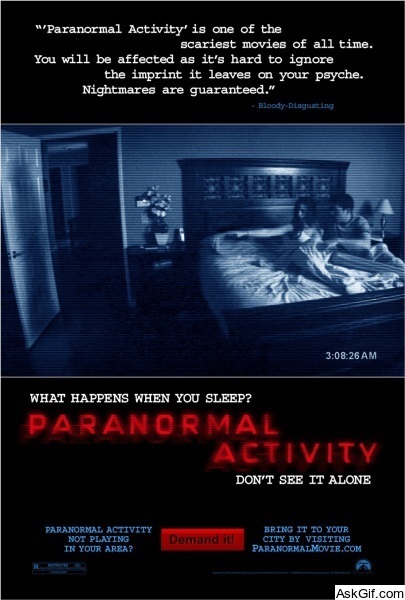 “‘Paranormal Activity’ is one of the
scariest movies of all time.
You will be affected as it’s hard to ignore
the imprint it leaves on your psyche.
Nightmares are guaranteed.”
- Bloody-Disgusting
3:08:26 AM
WHAT HAPPENS WHEN YOU SLEEP?
PARANORMAL
ACTIVITY
DON’T SEE IT ALONE
PARANORMAL ACTIVITY
NOT PLAYING
IN YOUR AREA?
Demand it!
BRING IT TO YOUR
CITY BY VISITING
PARANORMALMOVIE.COM
R
RESTRICTED
AskGif.com